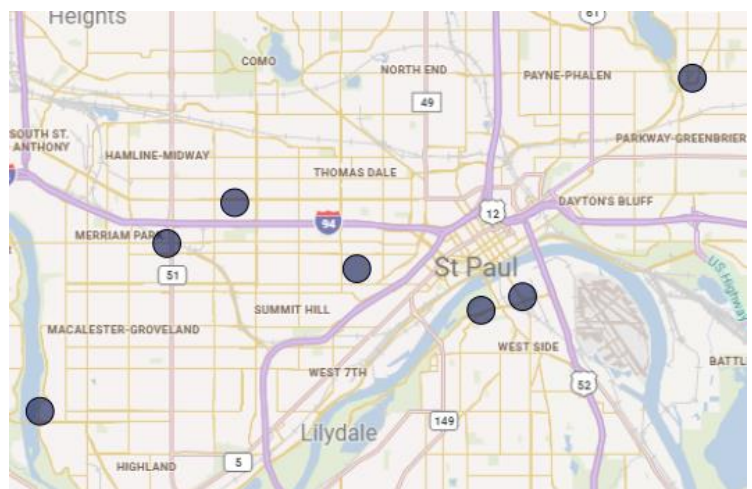 Heights
61
COMO
NORTH END
PAYNE-PHALEN
49
SOUTH ST.
ANTHONY
HAMLINE-MIDWAY
PARKWAY-GREENBRIER
THOMAS DALE
DAYTON'S BLUFF
12
94
MERRIAM PARK
51
St Paul
US Highway
SUMMIT HILL
MACALESTER-GROVELAND
WEST SIDE
BATTL
WEST 7TH
52
149
Lilydale
HIGHLAND
5